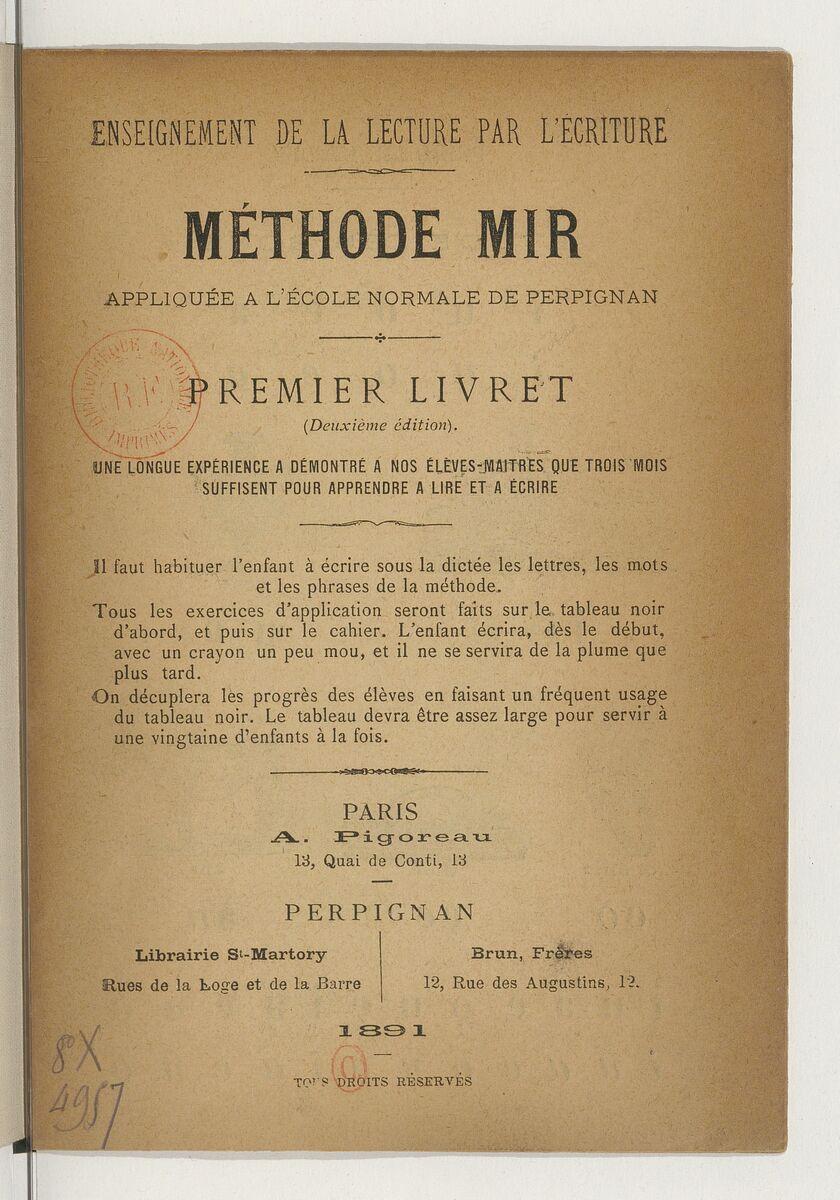 ENSEIGNEMENT DE LA LECTURE PAR L'ÉCRITURE
MÉTHODE MIR
APPLIQUÉE A L'ÉCOLE NORMALE DE PERPIGNAN
BIBLIOTHÈQUE NATIONALE
R.F.
IMPRIMÉS
PREMIER LIVRET
(Deuxième édition).
UNE LONGUE EXPÉRIENCE A DÉMONTRÉ A NOS ÉLÈVES-MAITRES QUE TROIS MOIS
SUFFISENT POUR APPRENDRE A LIRE ET A ÉCRIRE
Il faut habituer l'enfant à écrire sous la dictée les lettres, les mots
et les phrases de la méthode.
Tous les exercices d'application seront faits sur le tableau noir
d'abord, et puis sur le cahier. L'enfant écrira, dès le début,
avec un crayon un peu mou, et il ne se servira de la plume que
plus tard.
On décuplera les progrès des élèves en faisant un fréquent usage
du tableau noir. Le tableau devra être assez large pour servir à
une vingtaine d'enfants à la fois.
PARIS
A. Pigoreau
13, Quai de Conti, 13
PERPIGNAN
Librairie St-Martory
Rues de la Loge et de la Barre
Brun, Frères
12, Rue des Augustins, 12.
1891
TOUS DROITS RÉSERVÉS
8° X
4957